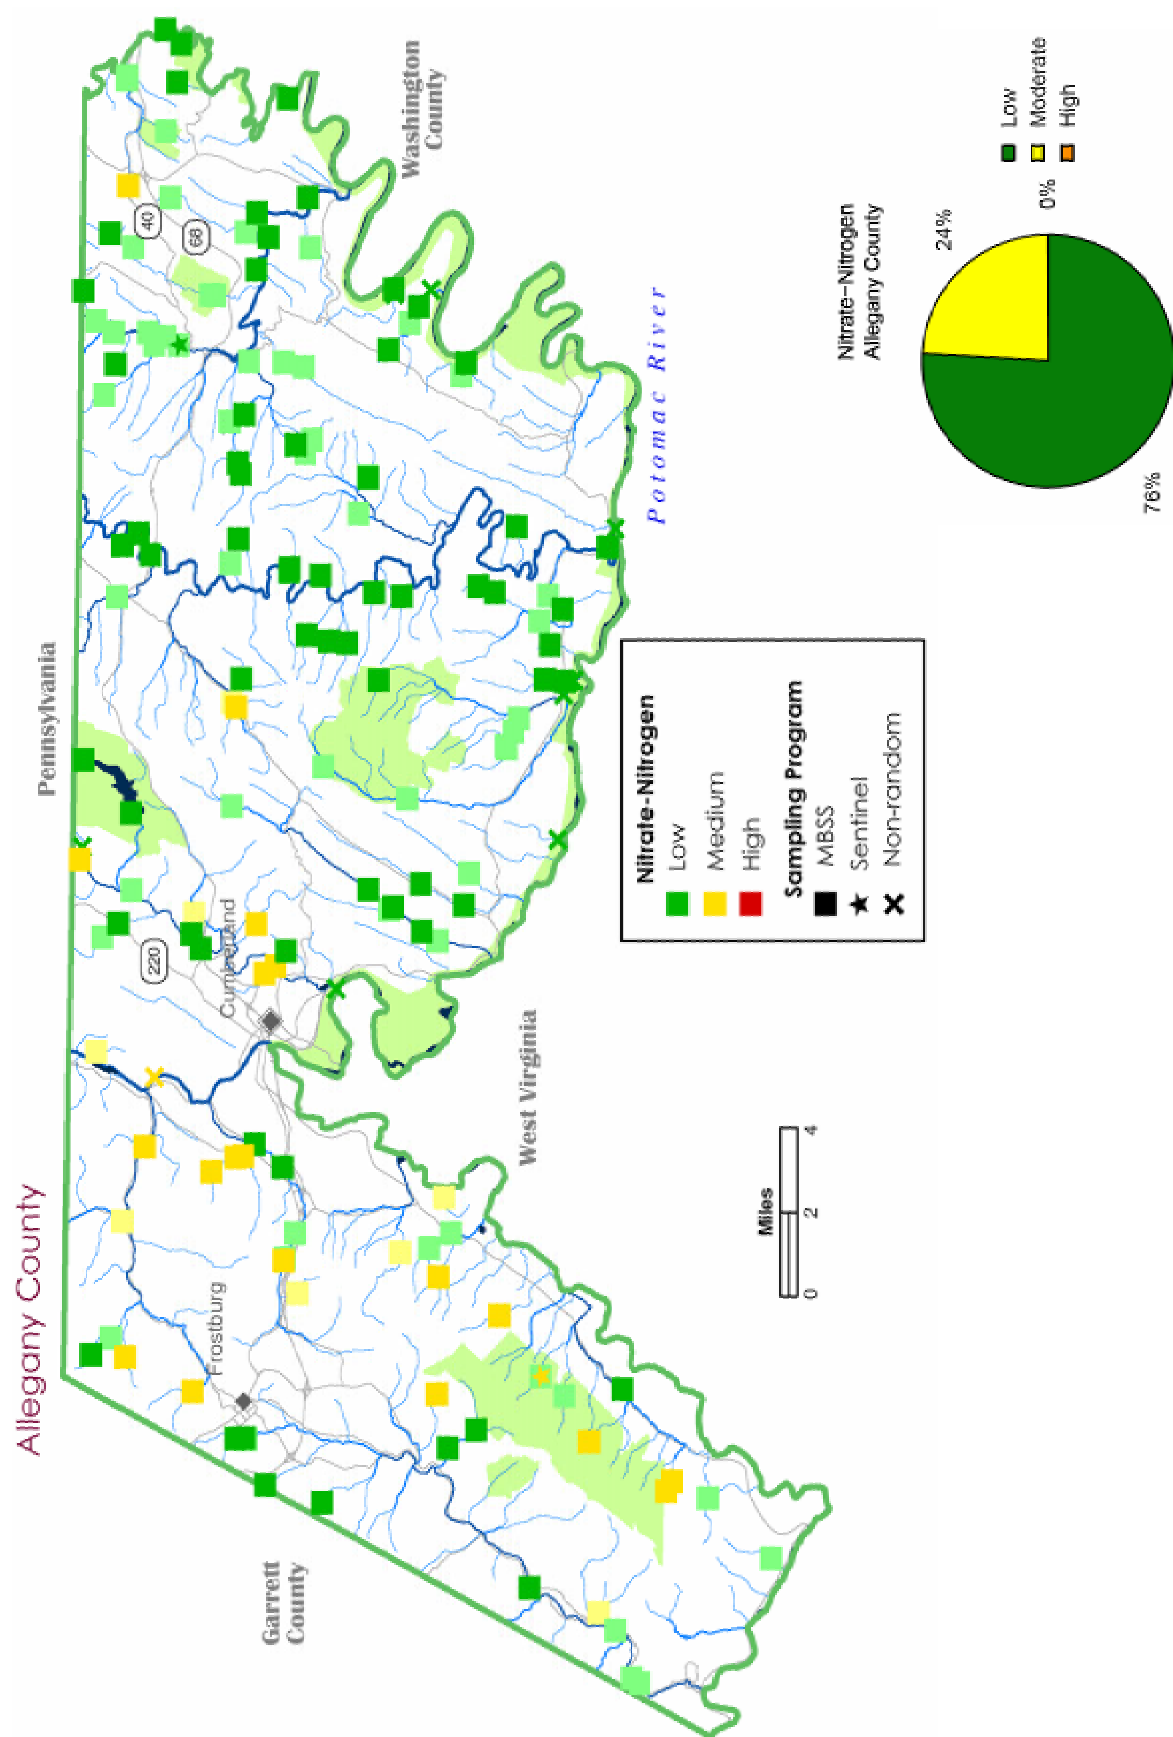 Allegany County
Pennsylvania
Garrett
County
Frostburg
Cumberland
220
40
68
Washington
County
West Virginia
Potomac River
Miles
0
2
4
Nitrate-Nitrogen
Low
Medium
High
Sampling Program
MBSS
Sentinel
Non-random
Nitrate-Nitrogen
Allegany County
24%
0%
76%
Low
Moderate
High